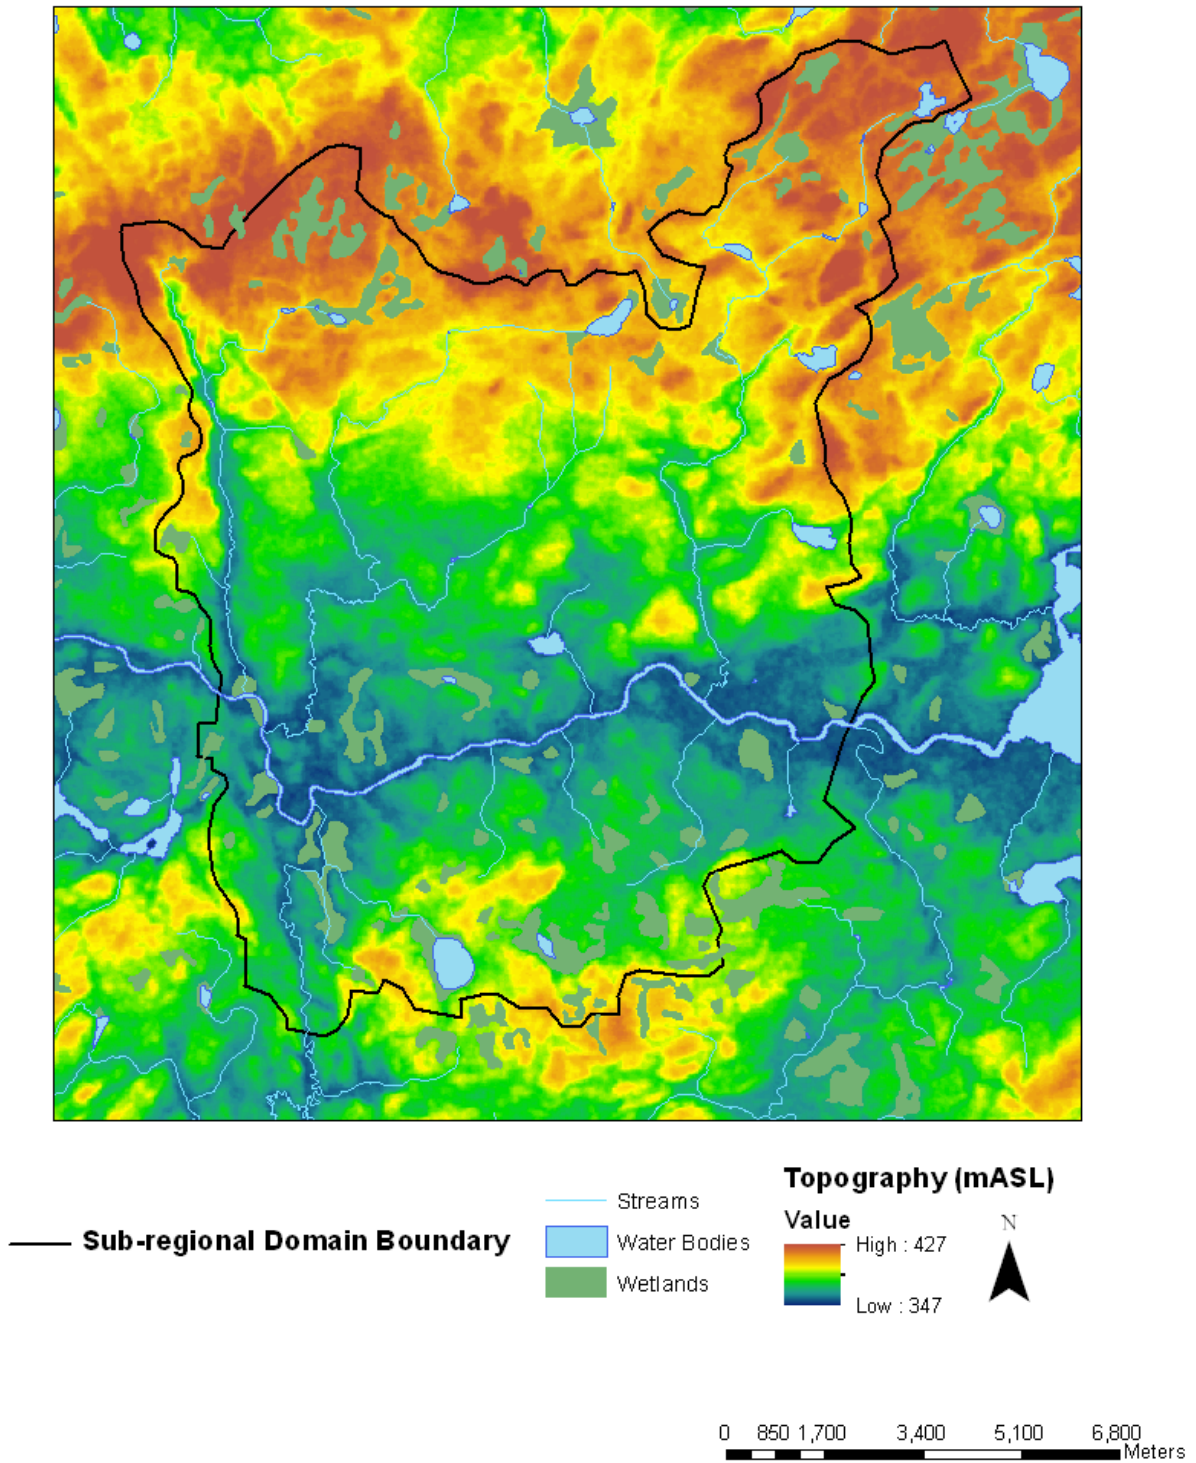 Sub-regional Domain Boundary
Streams
Water Bodies
Wetlands
Topography (mASL)
Value
High : 427
Low : 347
N
0 850 1,700 3,400 5,100 6,800
Meters